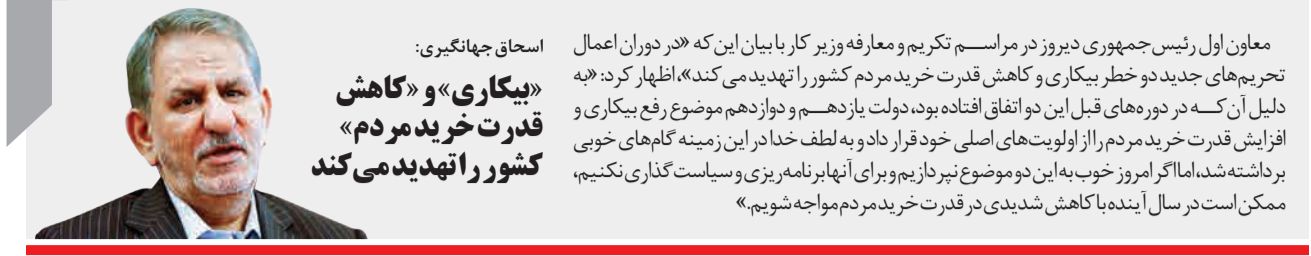 اسحاق جهانگیری:
«بیکاری» و «کاهش
قدرت خرید مردم»
کشور را تهدید می‌کند
معاون اول رئیس‌جمهوری دیروز در مراســم تکریم و معارفه وزیر کار با بیان این که «در دوران اعمال
تحریم‌های جدید دو خطر بیکاری و کاهش قدرت خرید مردم کشور را تهدید می‌کند»، اظهار کرد: «به
دلیل آن کــه در دوره‌های قبل این دو اتفاق افتاده بود، دولت یازدهــم و دوازدهم موضوع رفع بیکاری و
افزایش قدرت خرید مردم را از اولویت‌های اصلی خود قرار داد و به لطف خدا در این زمینه گام‌های خوبی
برداشته شد، اما اگر امروز خوب به این دو موضوع نپردازیم و برای آنها برنامه‌ریزی و سیاست گذاری نکنیم،
ممکن است در سال آینده با کاهش شدیدی در قدرت خرید مردم مواجه شویم.»